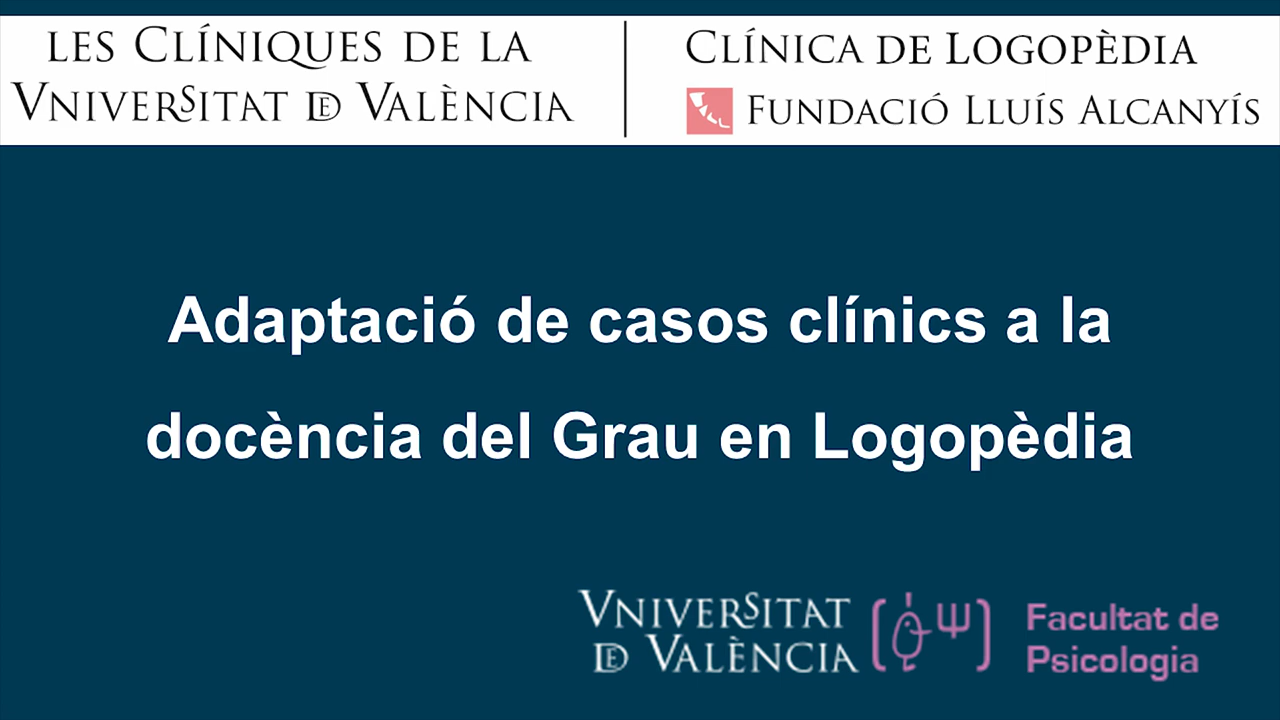 LES CLÍNIQUES DE LA
VNIVERSITAT DE VALÈNCIA
CLÍNICA DE LOGOPÈDIA
FUNDACIÓ LLUÍS ALCANYÍS
Adaptació de casos clínics a la
docència del Grau en Logopèdia
VNIVERSITAT
DE VALÈNCIA
Facultat de
Psicologia